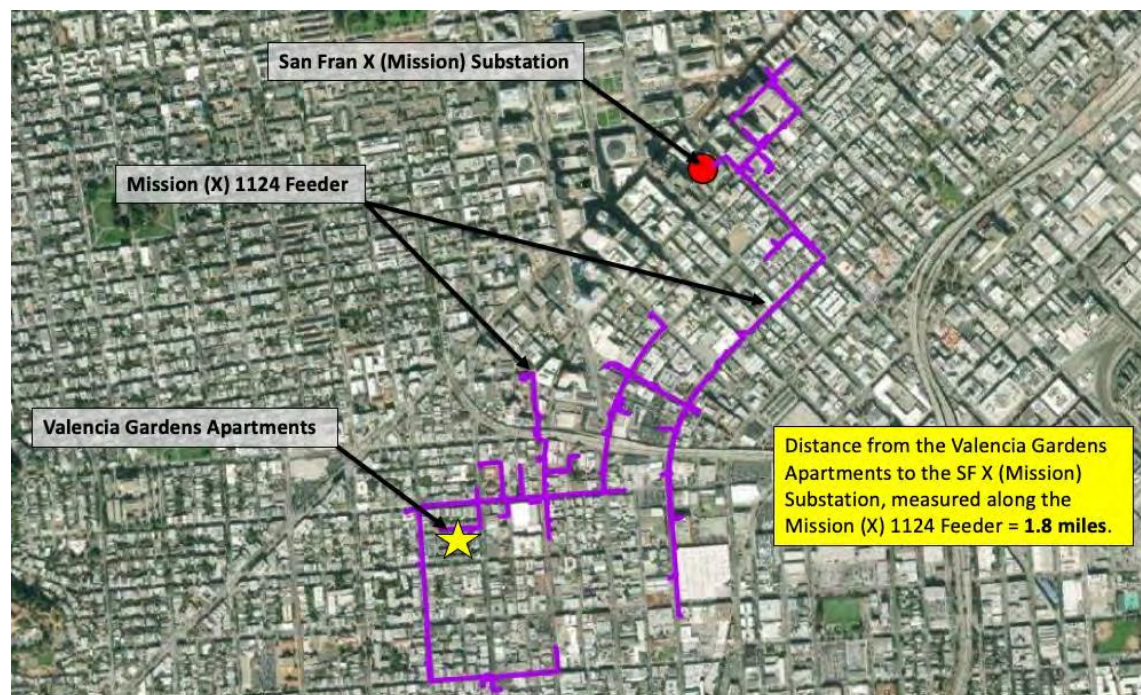 San Fran X (Mission) Substation
Mission (X) 1124 Feeder
Valencia Gardens Apartments
Distance from the Valencia Gardens
Apartments to the SF X (Mission)
Substation, measured along the
Mission (X) 1124 Feeder = 1.8 miles.